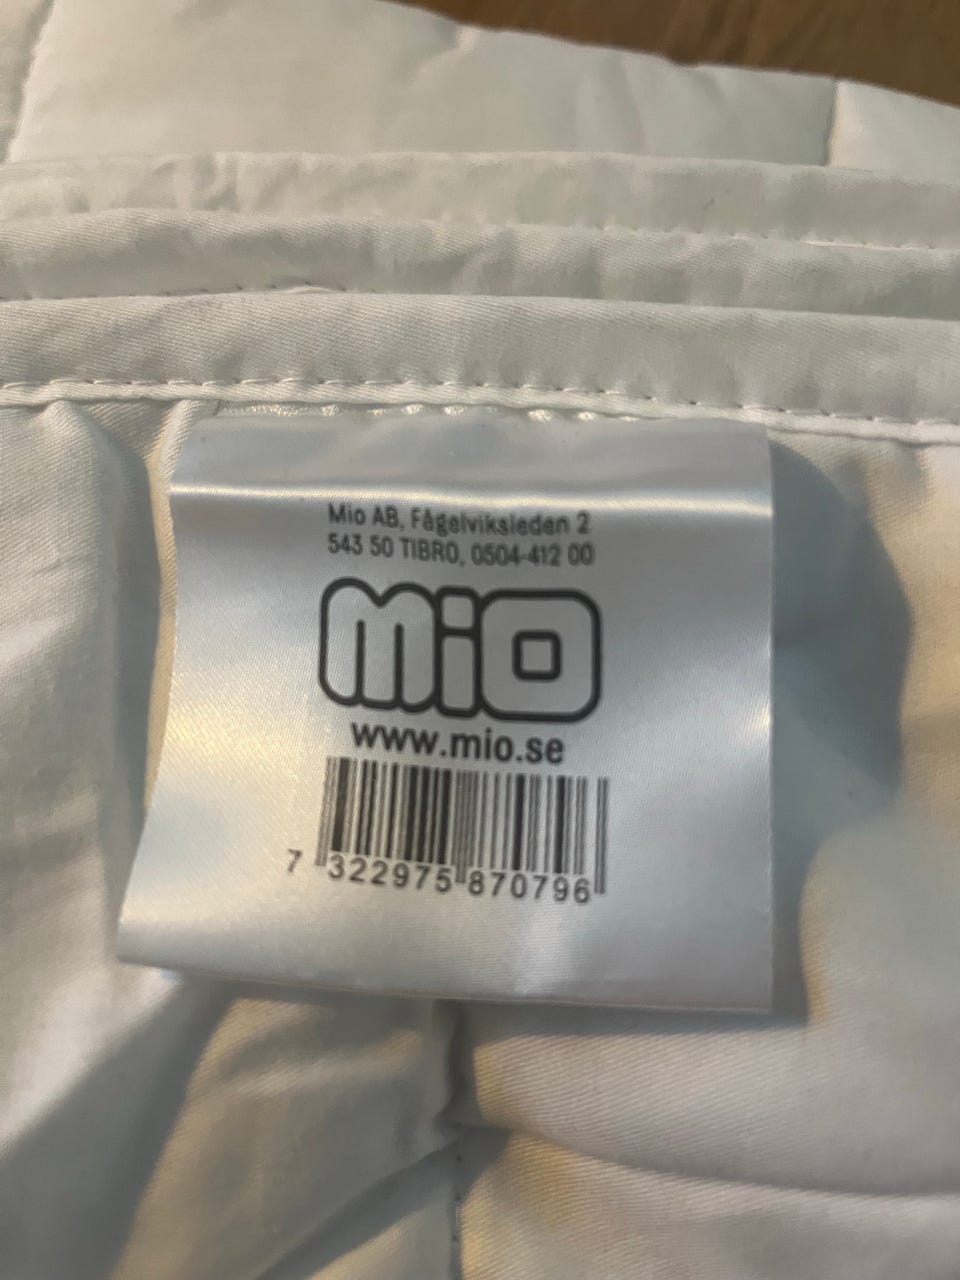 Mio AB, Fågelviksleden 2
543 50 TIBRO, 0504-412 00
mio
www.mio.se
7 322975 870796